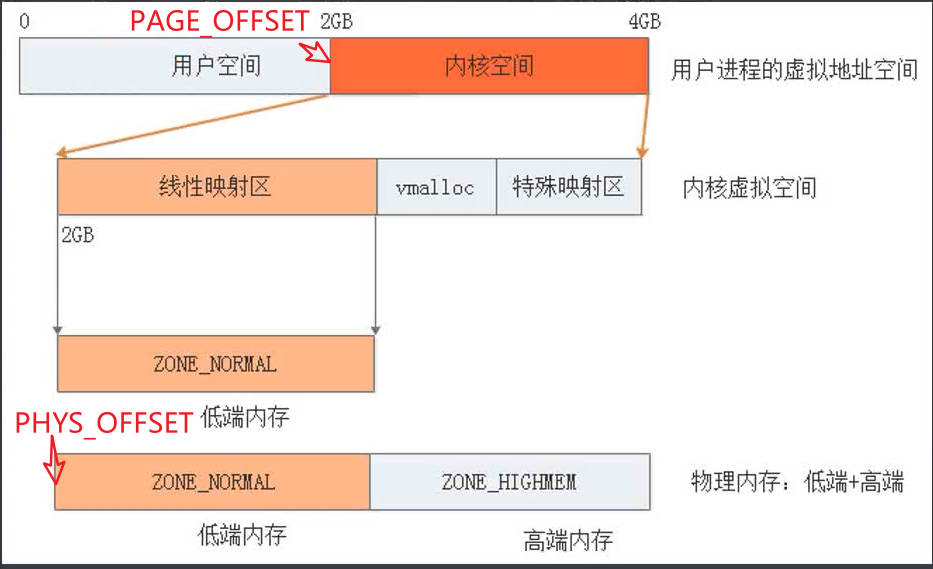 PAGE_OFFSET
0 2GB 4GB
用户空间 内核空间 用户进程的虚拟地址空间
线性映射区 vmalloc 特殊映射区 内核虚拟空间
2GB
ZONE_NORMAL
低端内存
PHYS_OFFSET
ZONE_NORMAL ZONE_HIGHMEM 物理内存：低端+高端
低端内存 高端内存